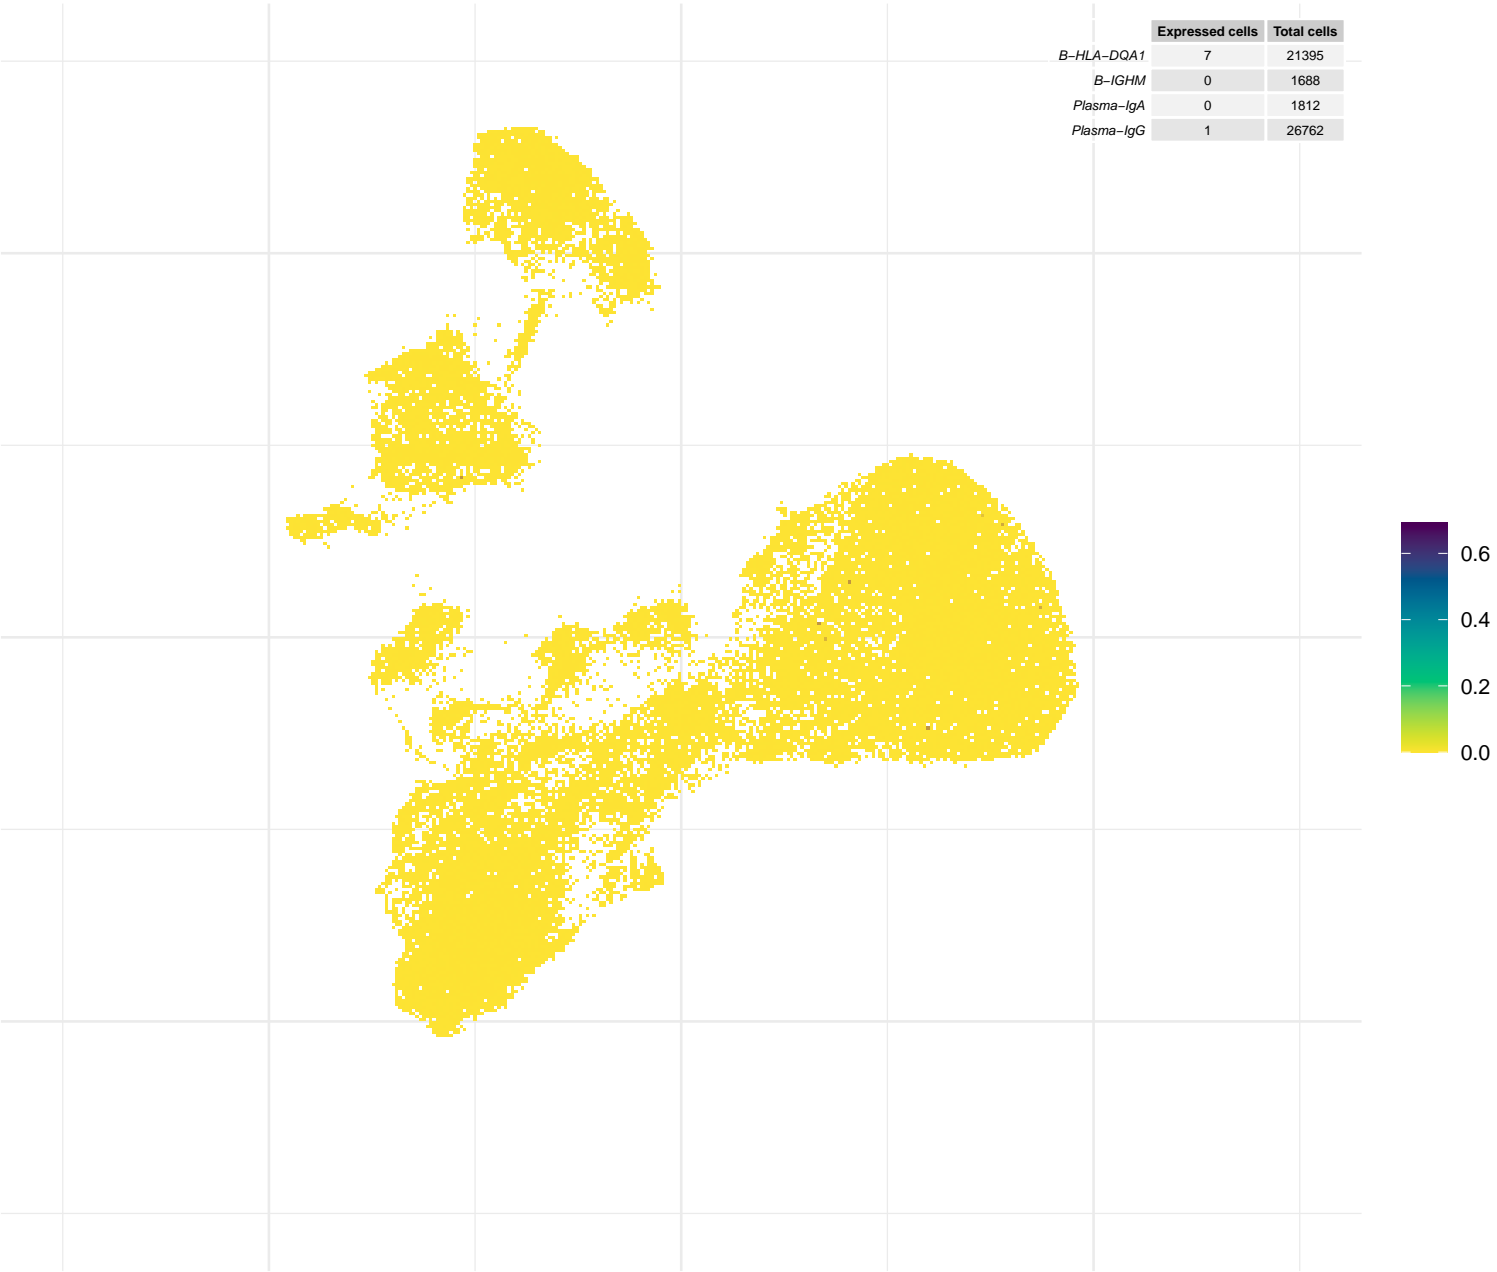 Expressed cells Total cells
B−HLA−DQA1 7 21395
B−IGHM 0 1688
Plasma−IgA 0 1812
Plasma−IgG 1 26762
0.6
0.4
0.2
0.0